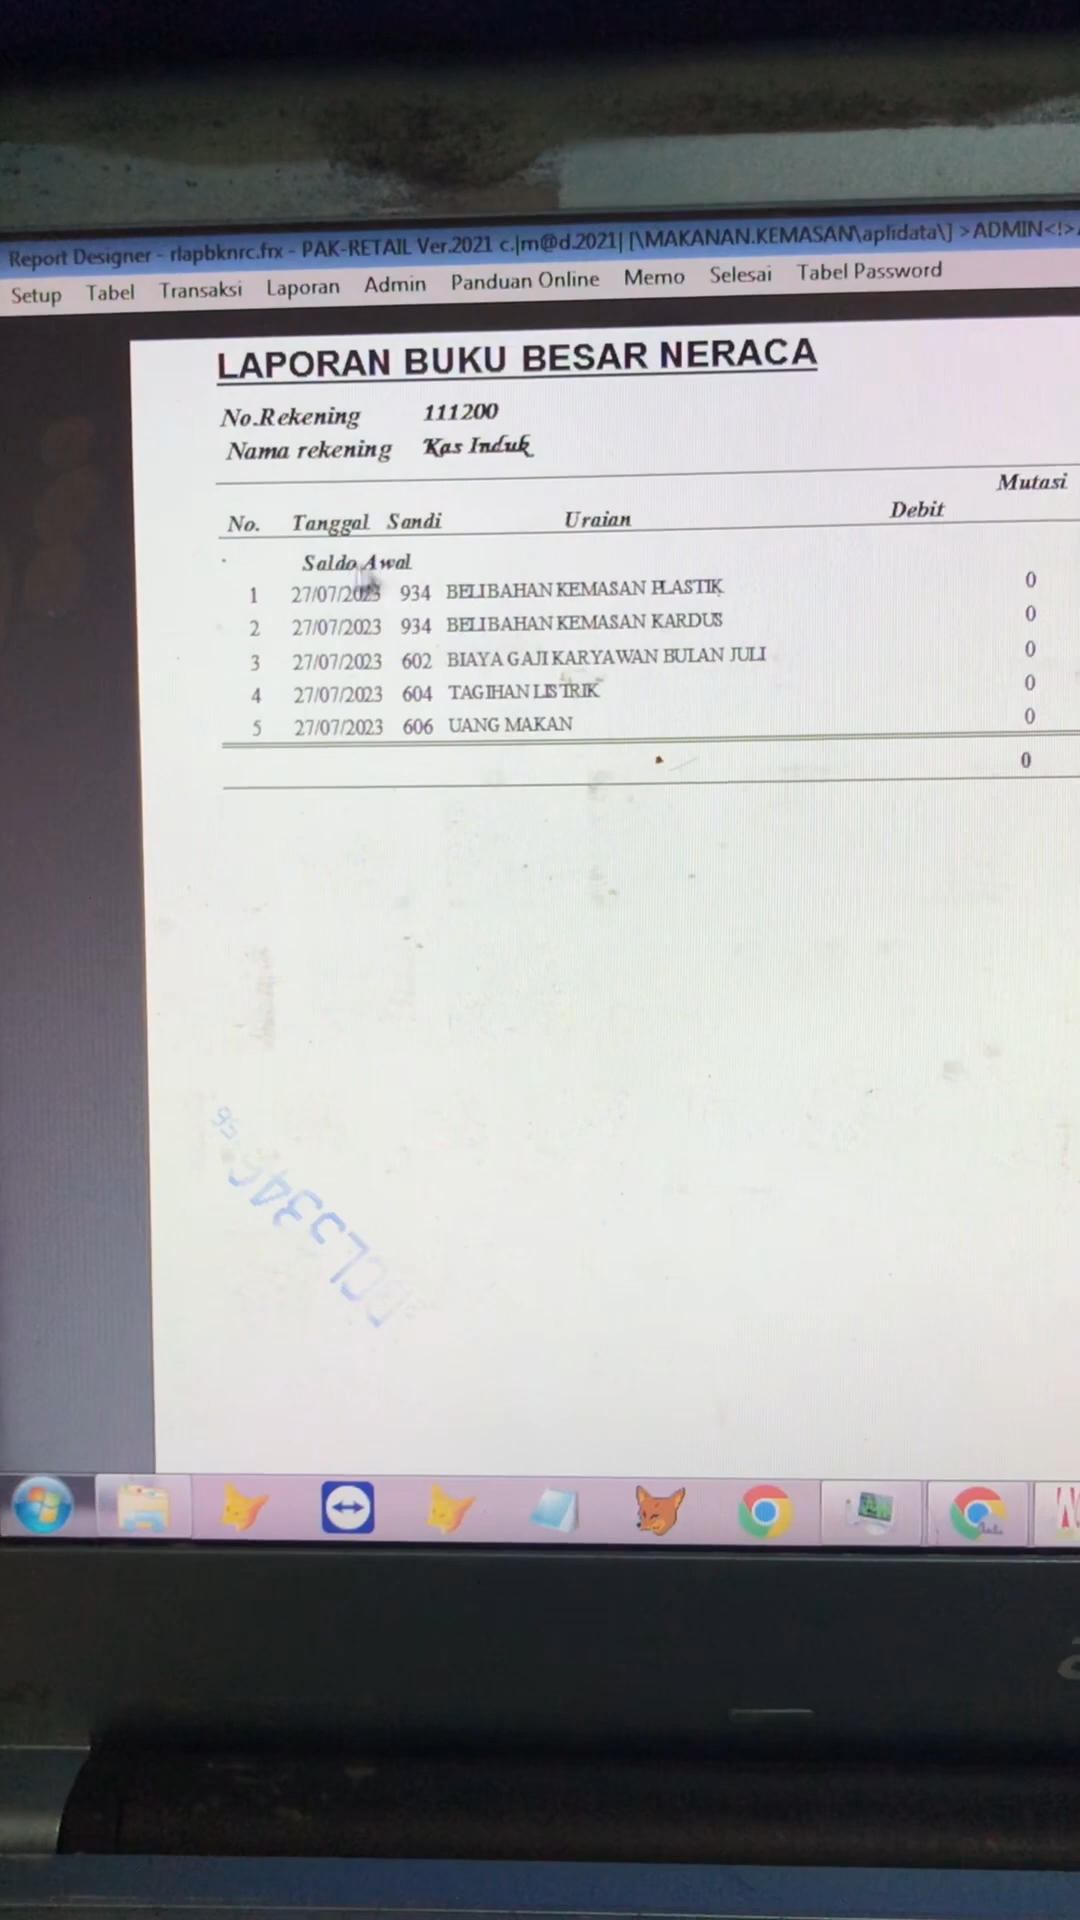 Report Designer - rlapbknrc.frx - PAK-RETAIL Ver.2021 c.|m@d.2021| [\MAKANAN.KEMASAN\aplidata\] >ADMIN<!>
Setup Tabel Transaksi Laporan Admin Panduan Online Memo Selesai Tabel Password
LAPORAN BUKU BESAR NERACA
No.Rekening 111200
Nama rekening Kas Induk
Mutasi
No. Tanggal Sandi Uraian Debit
Saldo Awal
1 27/07/2023 934 BELI BAHAN KEMASAN PLASTIK 0
2 27/07/2023 934 BELI BAHAN KEMASAN KARDUS 0
3 27/07/2023 602 BIAYA GAJI KARYAWAN BULAN JULI 0
4 27/07/2023 604 TAGIHAN LISTRIK 0
5 27/07/2023 606 UANG MAKAN 0
0